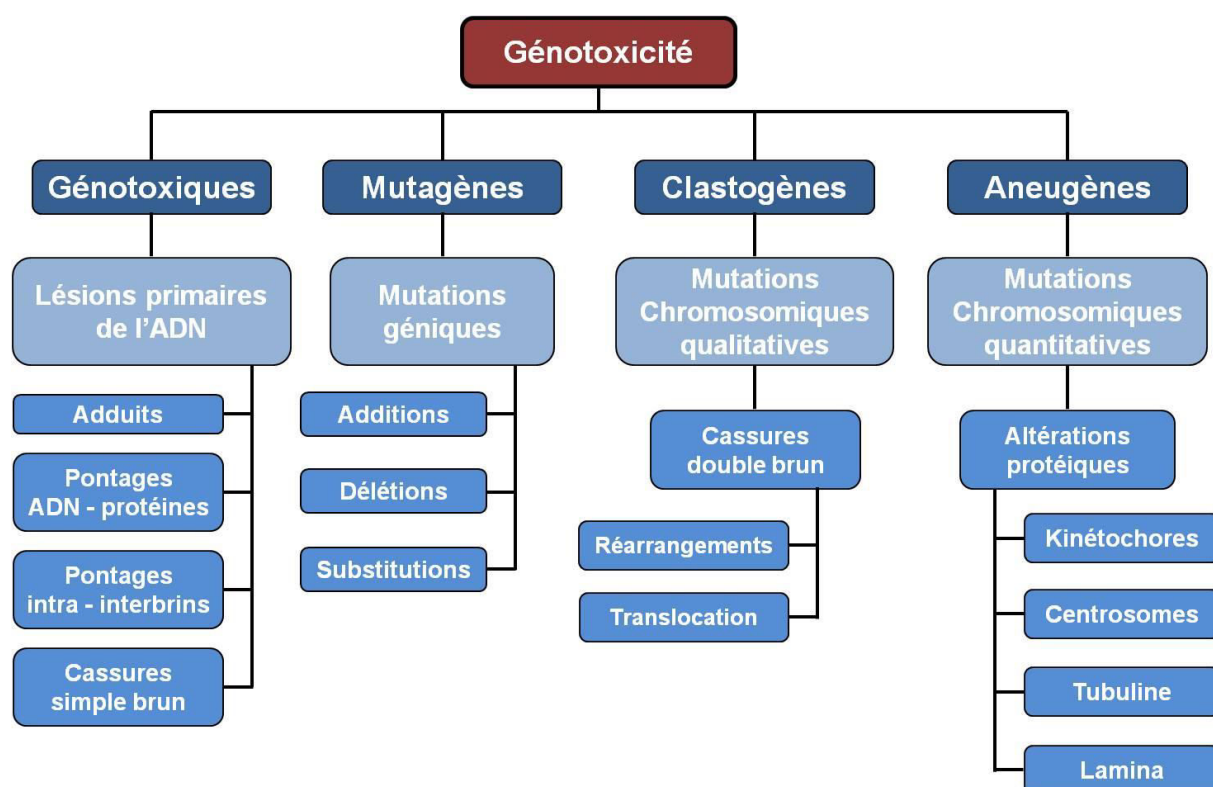 Génotoxicité
Génotoxiques
Mutagènes
Clastogènes
Aneugènes
Lésions primaires
de l'ADN
Mutations
géniques
Mutations
Chromosomiques
qualitatives
Mutations
Chromosomiques
quantitatives
Adduits
Pontages
ADN - protéines
Pontages
intra - interbrins
Cassures
simple brun
Additions
Délétions
Substitutions
Cassures
double brun
Réarrangements
Translocation
Altérations
protéiques
Kinétochores
Centrosomes
Tubuline
Lamina